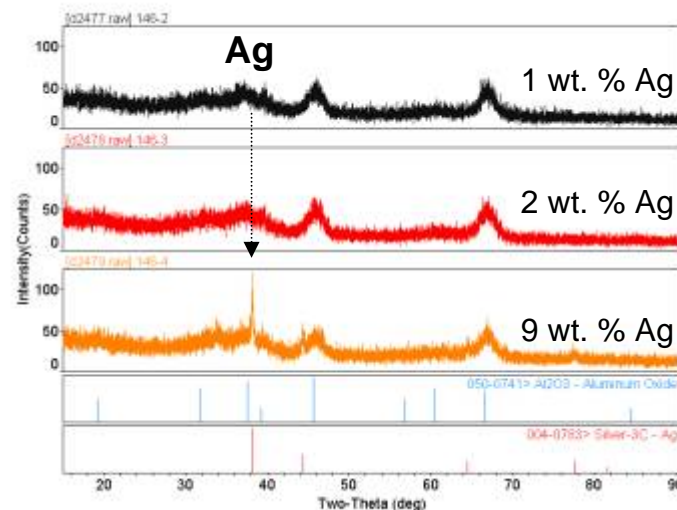 [d2477.raw] 146-2
Ag
1 wt. % Ag
100
50
0
[d2478.raw] 146-3
2 wt. % Ag
100
50
0
[d2479.raw] 146-4
9 wt. % Ag
100
50
0
Intensity(Counts)
050-0741> Al2O3 - Aluminum Oxide
004-0783> Silver-3C - Ag
20 30 40 50 60 70 80 90
Two-Theta (deg)